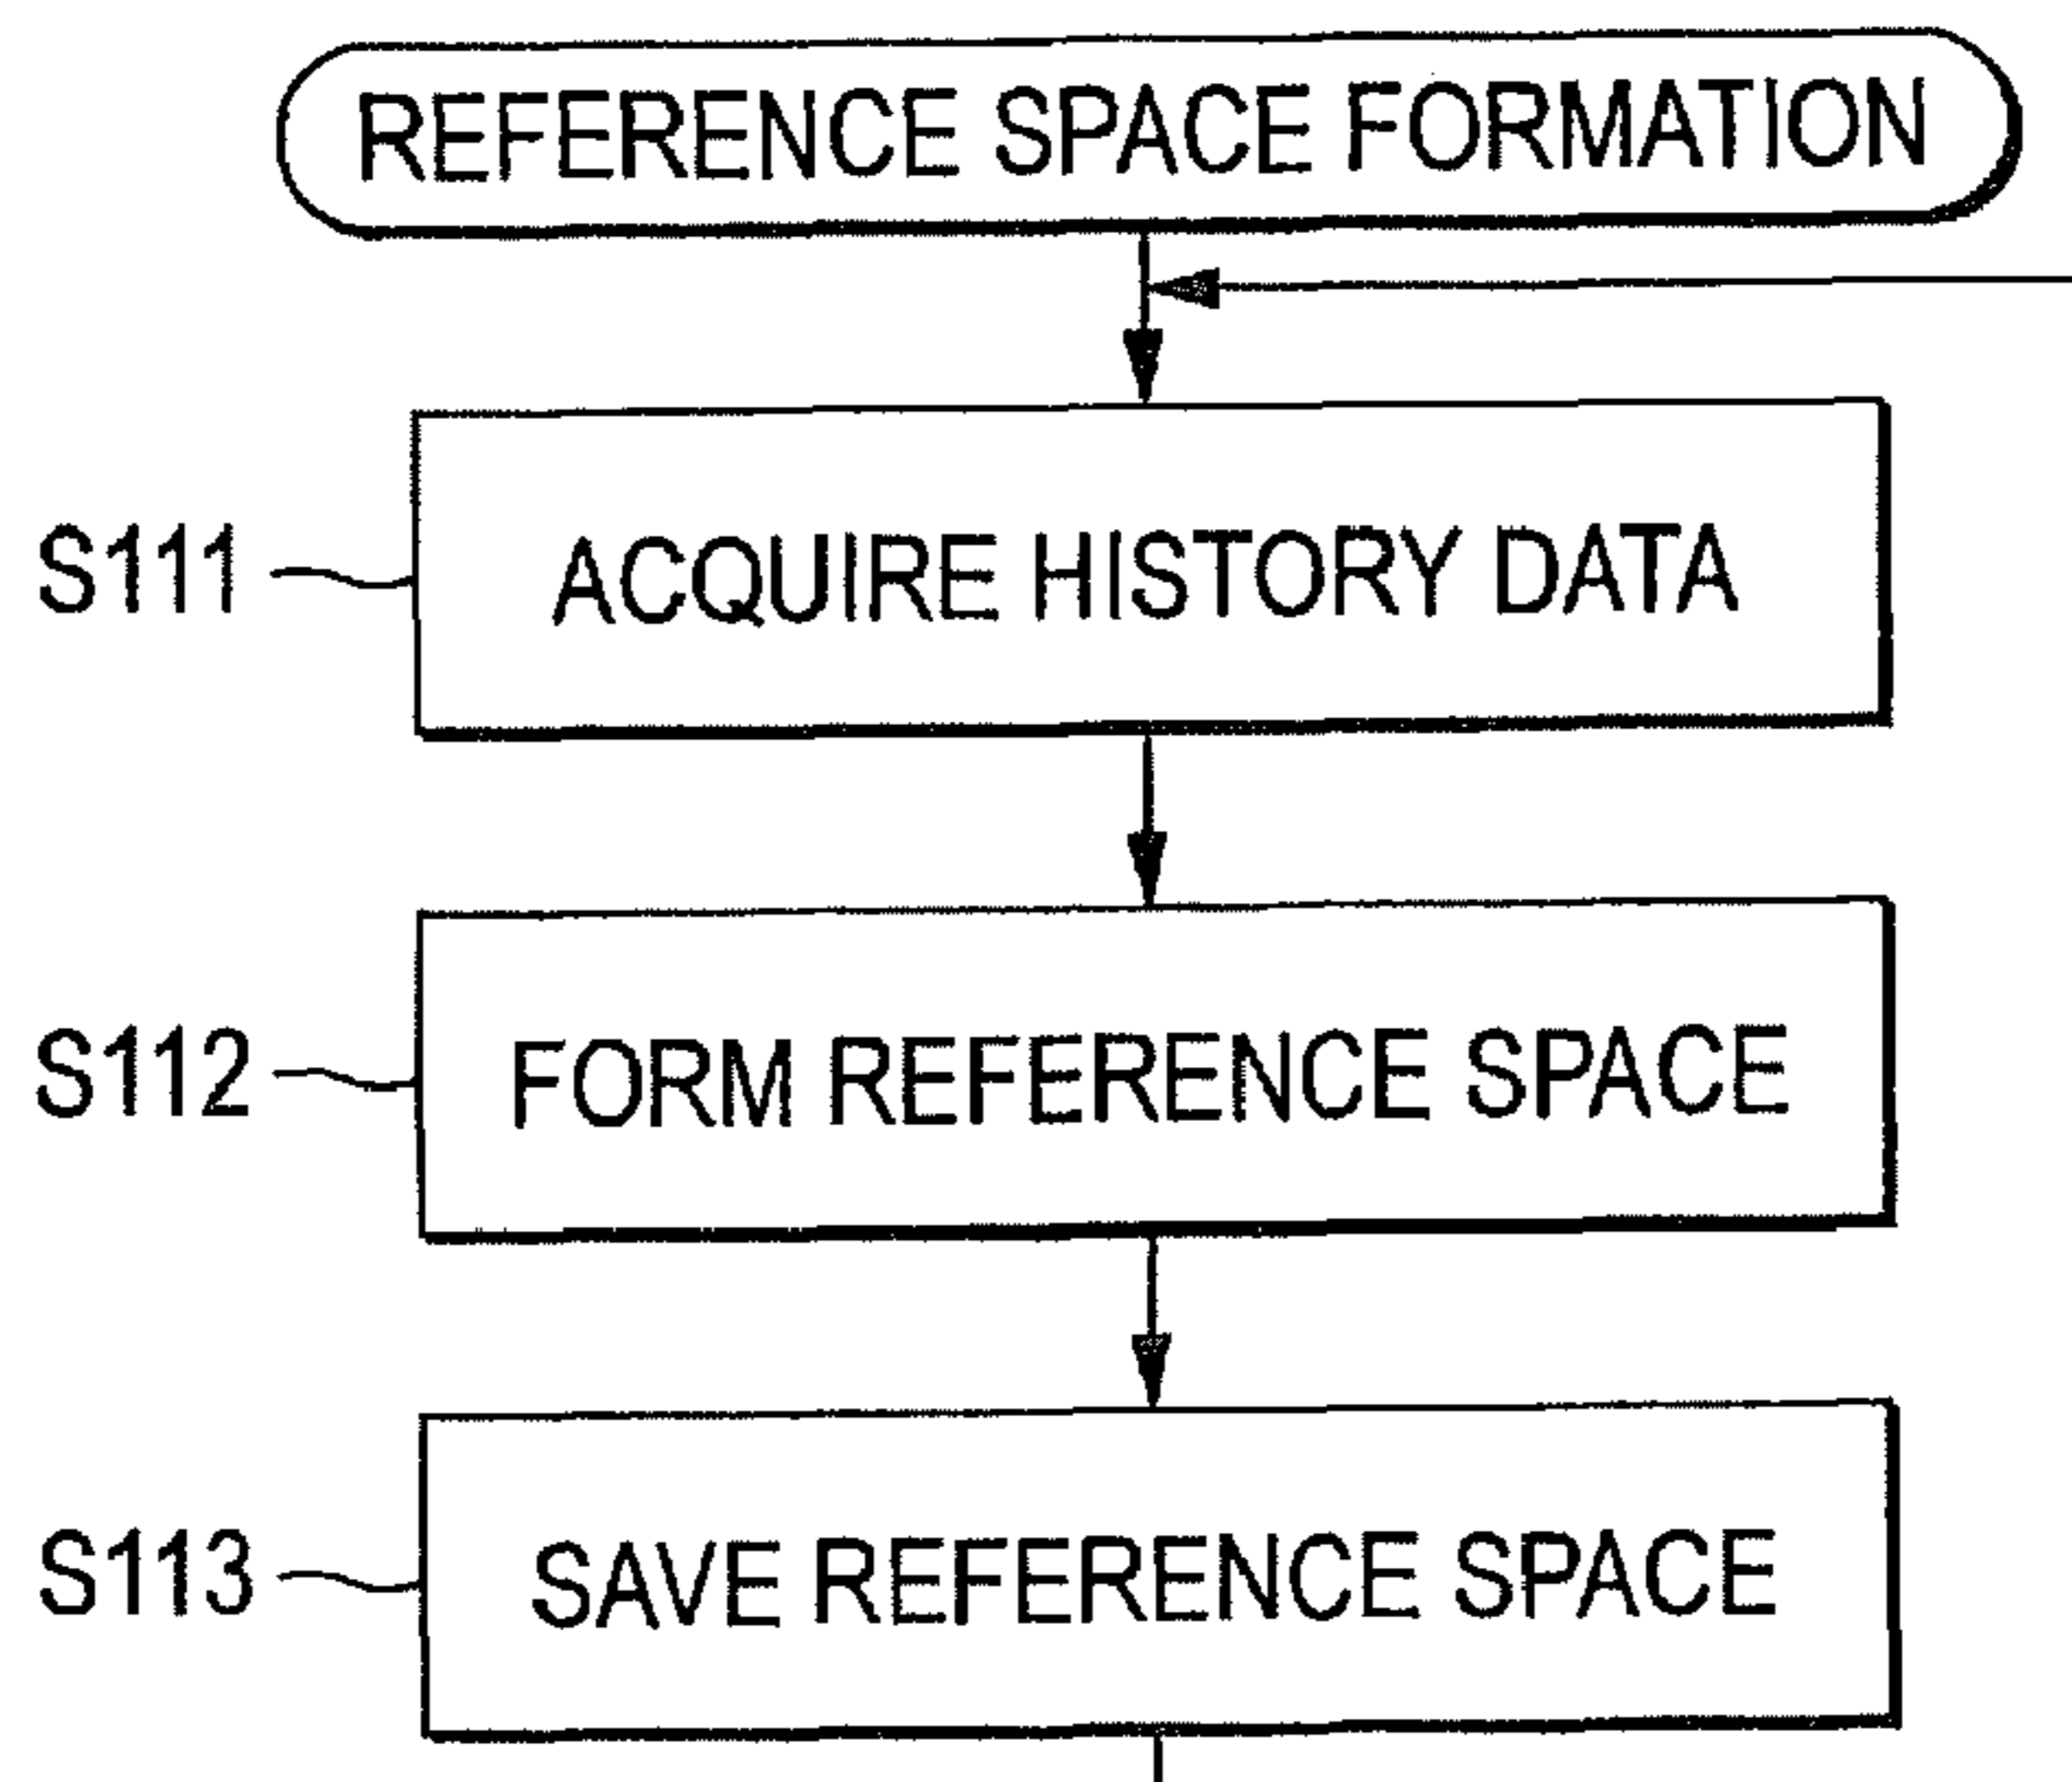 REFERENCE SPACE FORMATION
S111
ACQUIRE HISTORY DATA
S112
FORM REFERENCE SPACE
S113
SAVE REFERENCE SPACE